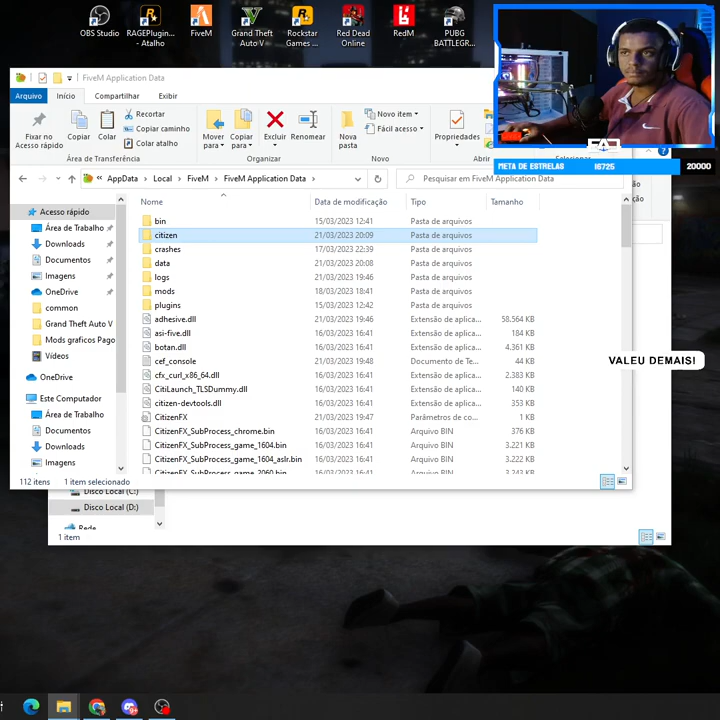 OBS Studio
RAGEPlugin...
- Atalho
FiveM
Grand Theft
Auto V
Rockstar
Games ...
Red Dead
Online
RedM
PUBG
BATTLEGR...
FiveM Application Data
Arquivo
Início
Compartilhar
Exibir
Fixar no
Acesso rápido
Copiar
Colar
Recortar
Copiar caminho
Colar atalho
Mover
para
Copiar
para
Excluir
Renomear
Nova
pasta
Novo item
Fácil acesso
Propriedades
Área de Transferência
Organizar
Novo
META DE ESTRELAS 16725 20000
AppData > Local > FiveM > FiveM Application Data
Pesquisar em FiveM Application Data
Nome Data de modificação Tipo Tamanho
Acesso rápido
Área de Trabalho
Downloads
Documentos
Imagens
OneDrive
common
Grand Theft Auto V
Mods graficos Pago
Vídeos
OneDrive
Este Computador
Área de Trabalho
Documentos
Downloads
Imagens
bin 15/03/2023 12:41 Pasta de arquivos
citizen 21/03/2023 20:09 Pasta de arquivos
crashes 17/03/2023 22:39 Pasta de arquivos
data 21/03/2023 20:08 Pasta de arquivos
logs 21/03/2023 19:46 Pasta de arquivos
mods 18/03/2023 18:41 Pasta de arquivos
plugins 15/03/2023 12:42 Pasta de arquivos
adhesive.dll 21/03/2023 19:46 Extensão de aplica... 58.564 KB
asi-five.dll 16/03/2023 16:41 Extensão de aplica... 184 KB
botan.dll 16/03/2023 16:41 Extensão de aplica... 4.361 KB
cef_console 21/03/2023 19:48 Documento de Te... 44 KB
cfx_curl_x86_64.dll 16/03/2023 16:41 Extensão de aplica... 2.383 KB
CitiLaunch_TLSDummy.dll 16/03/2023 16:41 Extensão de aplica... 140 KB
citizen-devtools.dll 16/03/2023 16:41 Extensão de aplica... 353 KB
CitizenFX 21/03/2023 19:47 Parâmetros de co... 1 KB
CitizenFX_SubProcess_chrome.bin 16/03/2023 16:41 Arquivo BIN 376 KB
CitizenFX_SubProcess_game_1604.bin 16/03/2023 16:41 Arquivo BIN 3.221 KB
CitizenFX_SubProcess_game_1604_aslr.bin 16/03/2023 16:41 Arquivo BIN 3.222 KB
CitizenFX_SubProcess_game_2060.bin 16/03/2023 16:41 Arquivo BIN 3.243 KB
VALEU DEMAIS!
112 itens 1 item selecionado
Disco Local (C:)
Disco Local (D:)
Rede
1 item